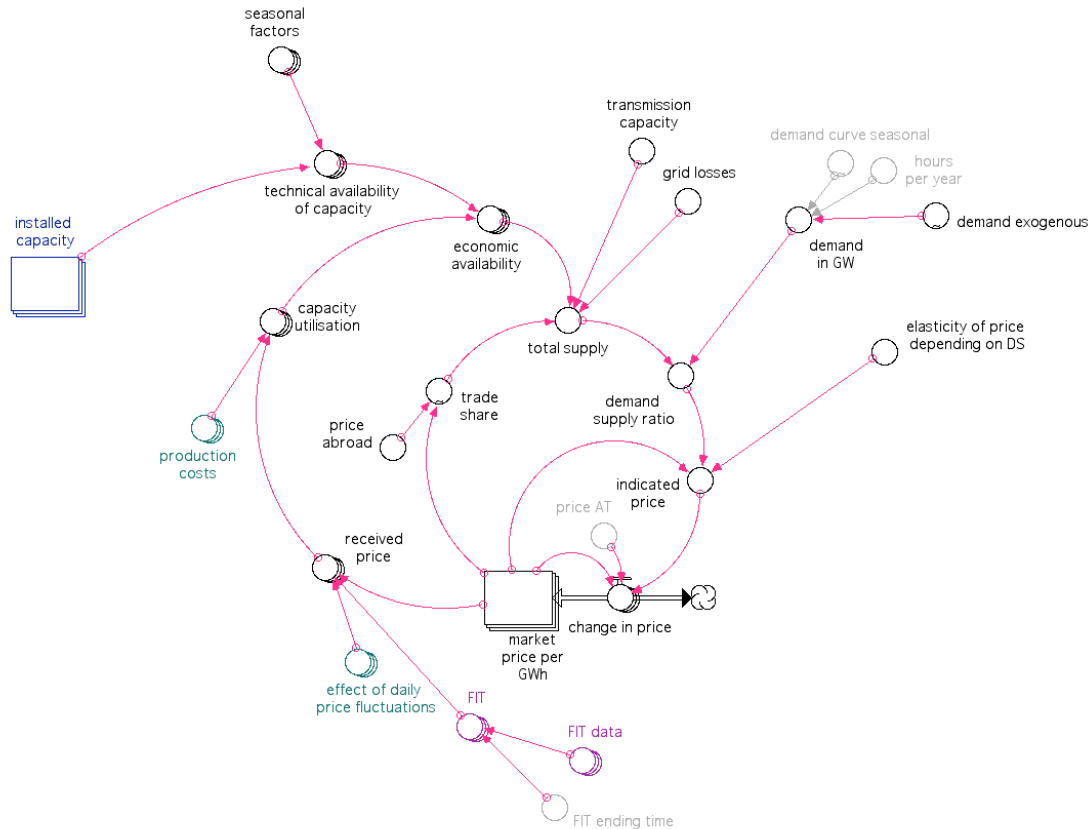 seasonal
factors
transmission
capacity
demand curve seasonal
hours
per year
grid losses
technical availability
of capacity
installed
capacity
economic
availability
demand
in GW
demand exogenous
capacity
utilisation
total supply
elasticity of price
depending on DS
trade
share
demand
supply ratio
price
abroad
production
costs
indicated
price
price AT
received
price
market
price per
GWh
change in price
effect of daily
price fluctuations
FIT
FIT data
FIT ending time